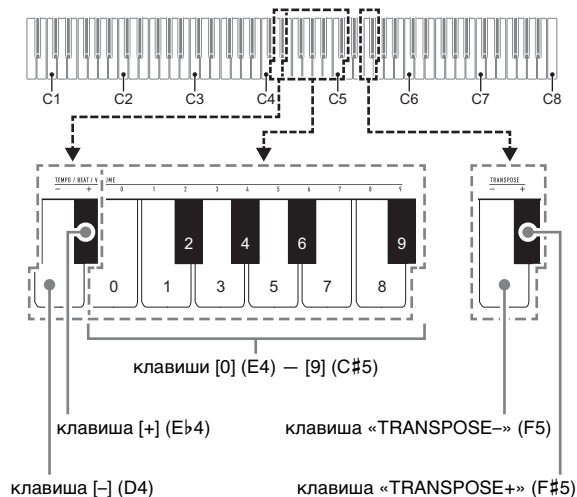 C1 C2 C3 C4 C5 C6 C7 C8
TEMPO / BEAT / V UME
− + 0 1 2 3 4 5 6 7 8 9
TRANSPOSE
− +
2 4 6 9
0 1 3 5 7 8
клавиши [0] (E4) — [9] (C♯5)
клавиша [+] (E♭4)
клавиша «TRANSPOSE–» (F5)
клавиша [–] (D4)
клавиша «TRANSPOSE+» (F♯5)